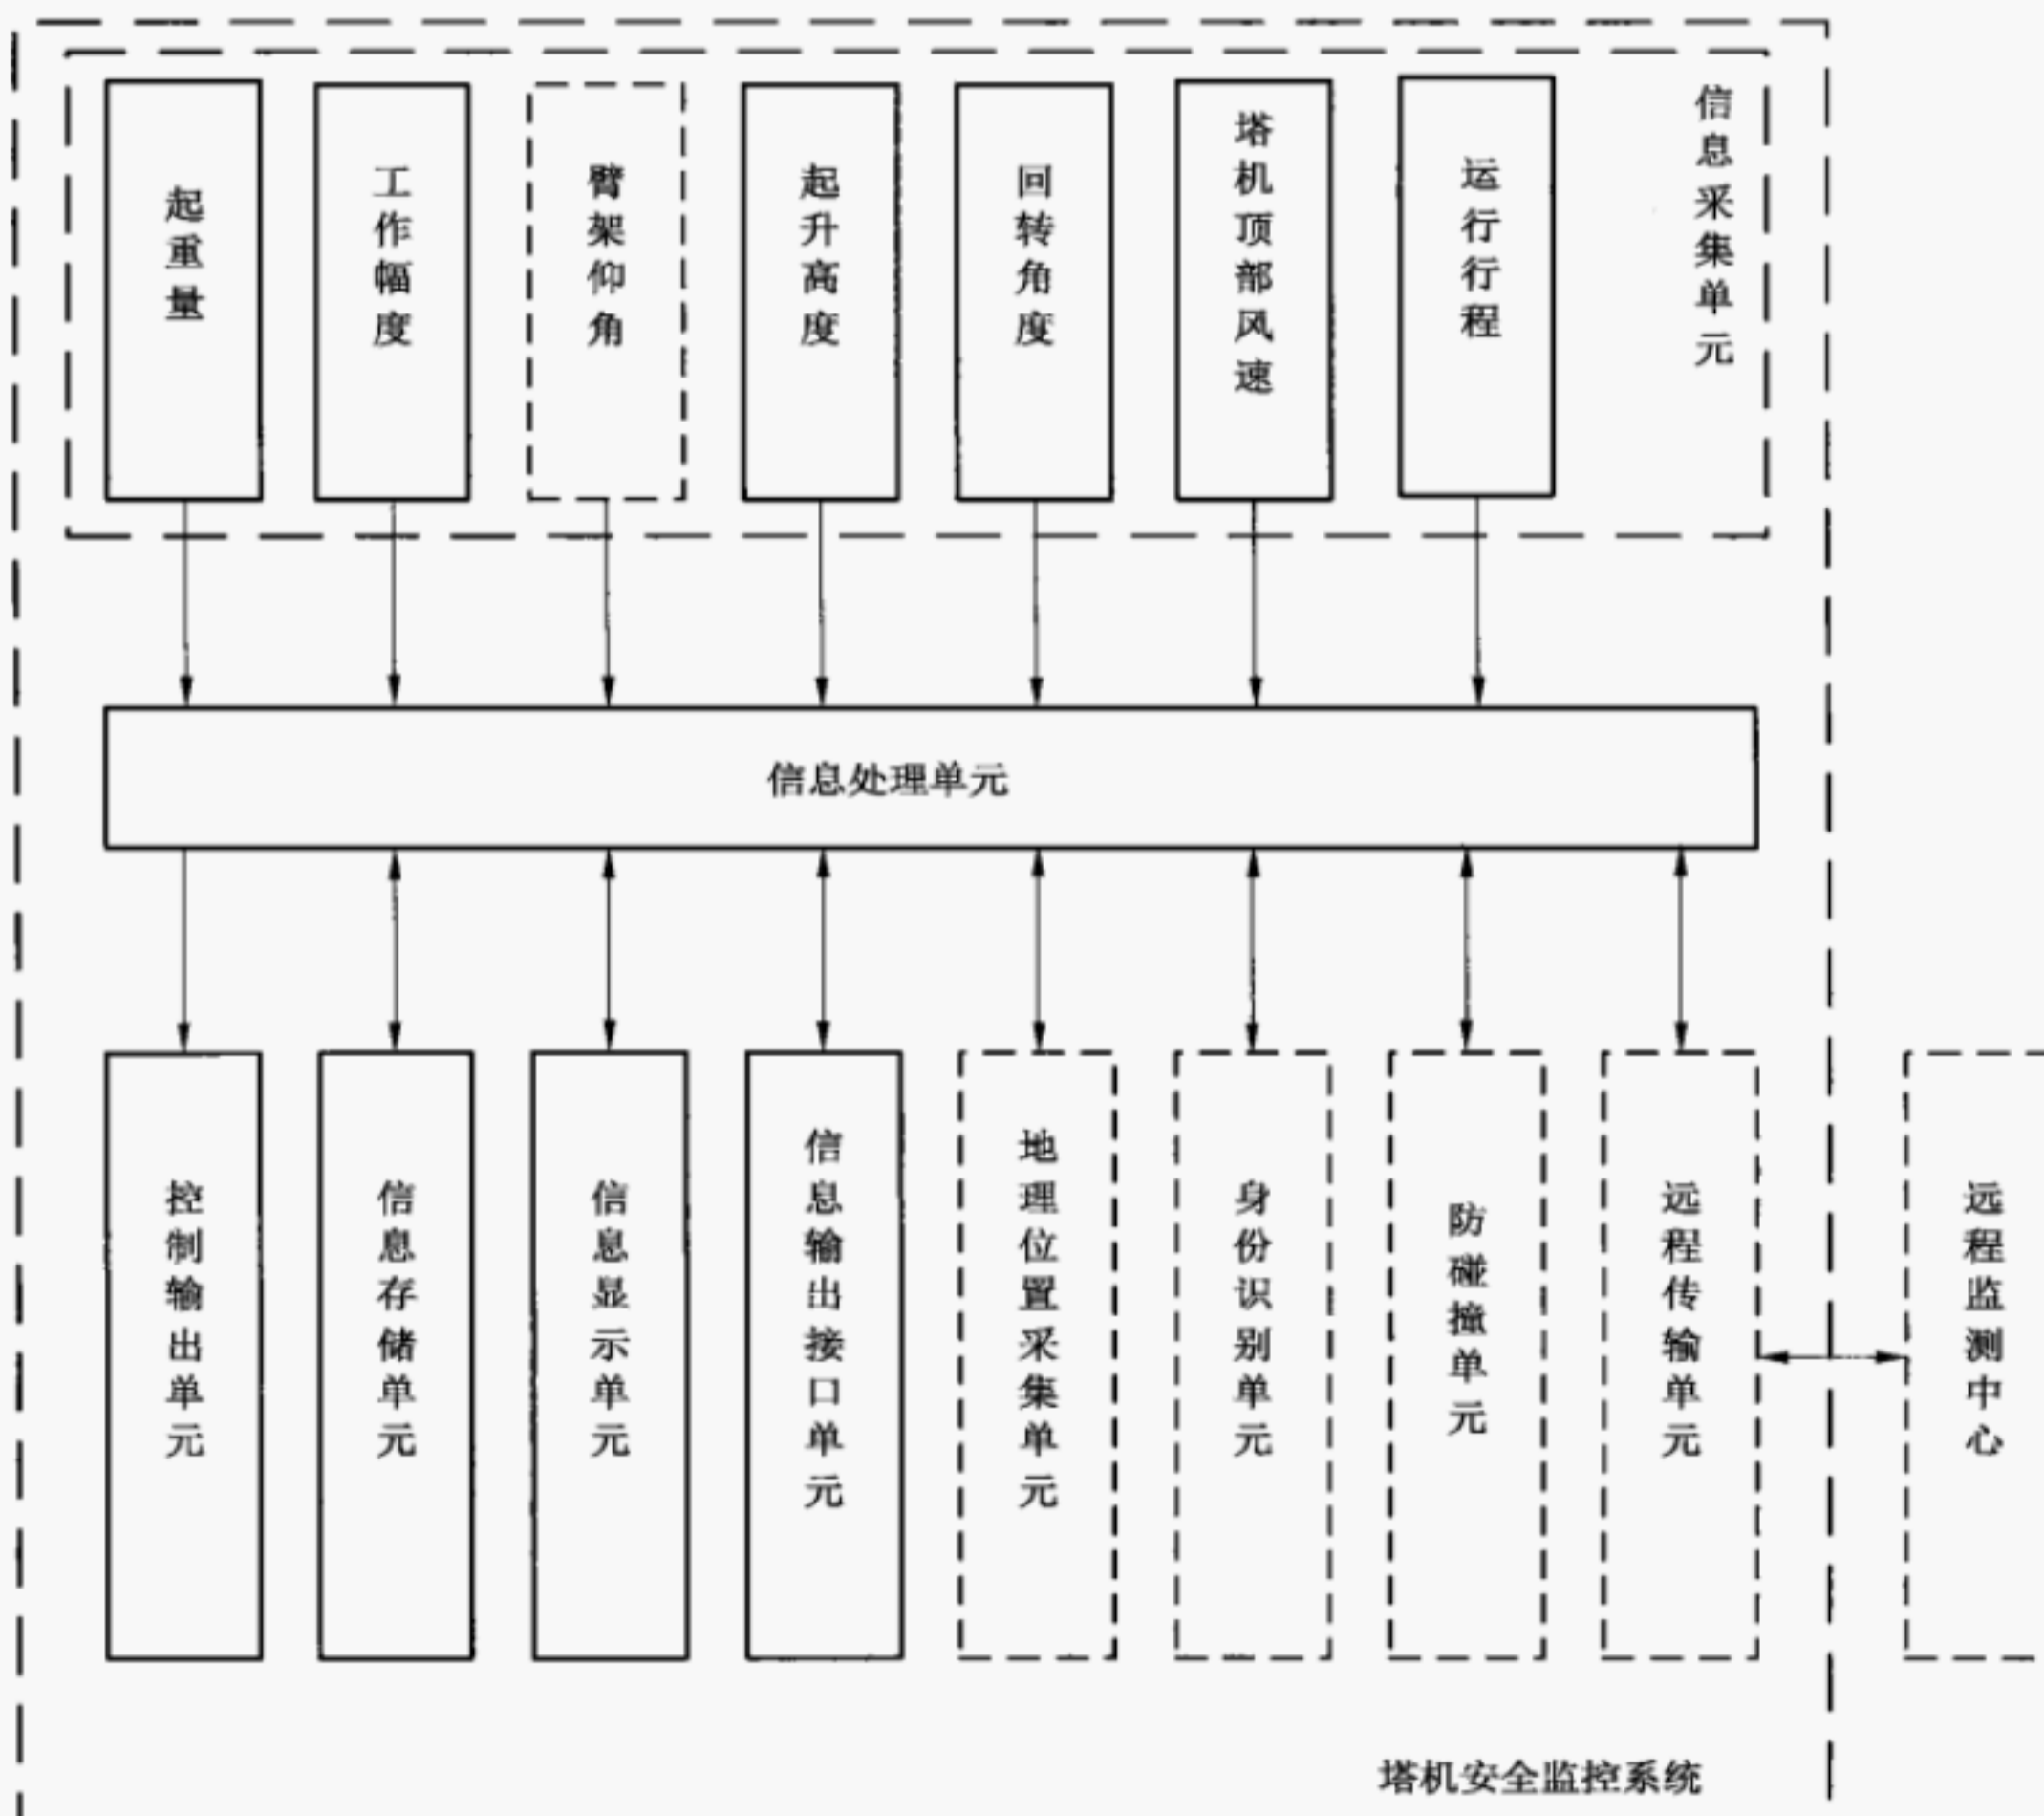 起重量
工作幅度
臂架仰角
起升高度
回转角度
塔机顶部风速
运行行程
信息采集单元
信息处理单元
控制输出单元
信息存储单元
信息显示单元
信息输出接口单元
地理位置采集单元
身份识别单元
防碰撞单元
远程传输单元
远程监测中心
塔机安全监控系统